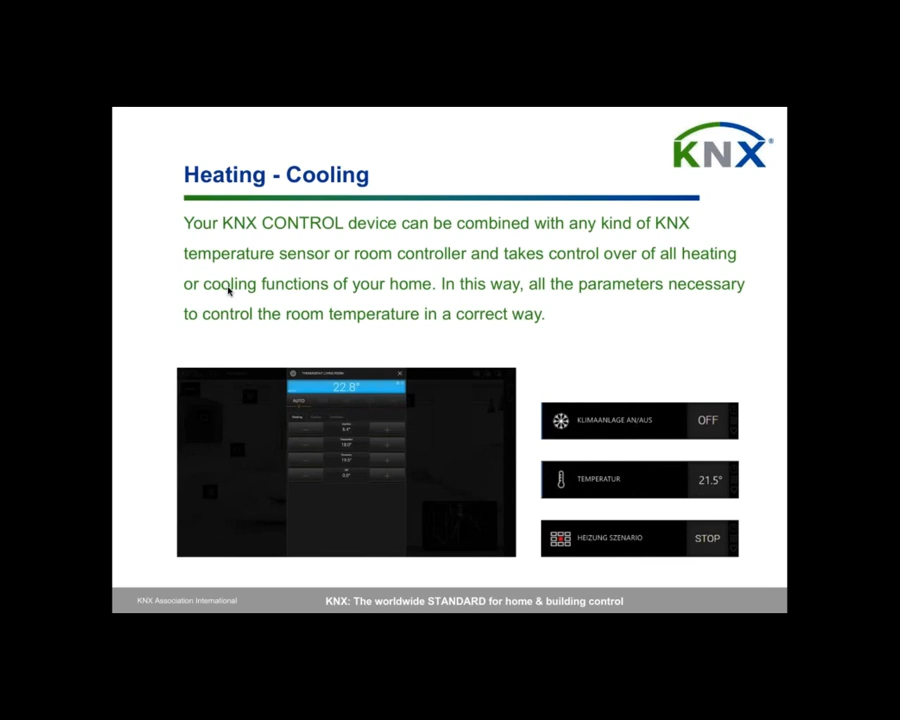 KNX
Heating - Cooling
Your KNX CONTROL device can be combined with any kind of KNX
temperature sensor or room controller and takes control over of all heating
or cooling functions of your home. In this way, all the parameters necessary
to control the room temperature in a correct way.
22.8°
AUTO
18.0°
KLIMAANLAGE AN/AUS OFF
TEMPERATUR 21.5°
HEIZUNG SZENARIO STOP
KNX Association International
KNX: The worldwide STANDARD for home & building control